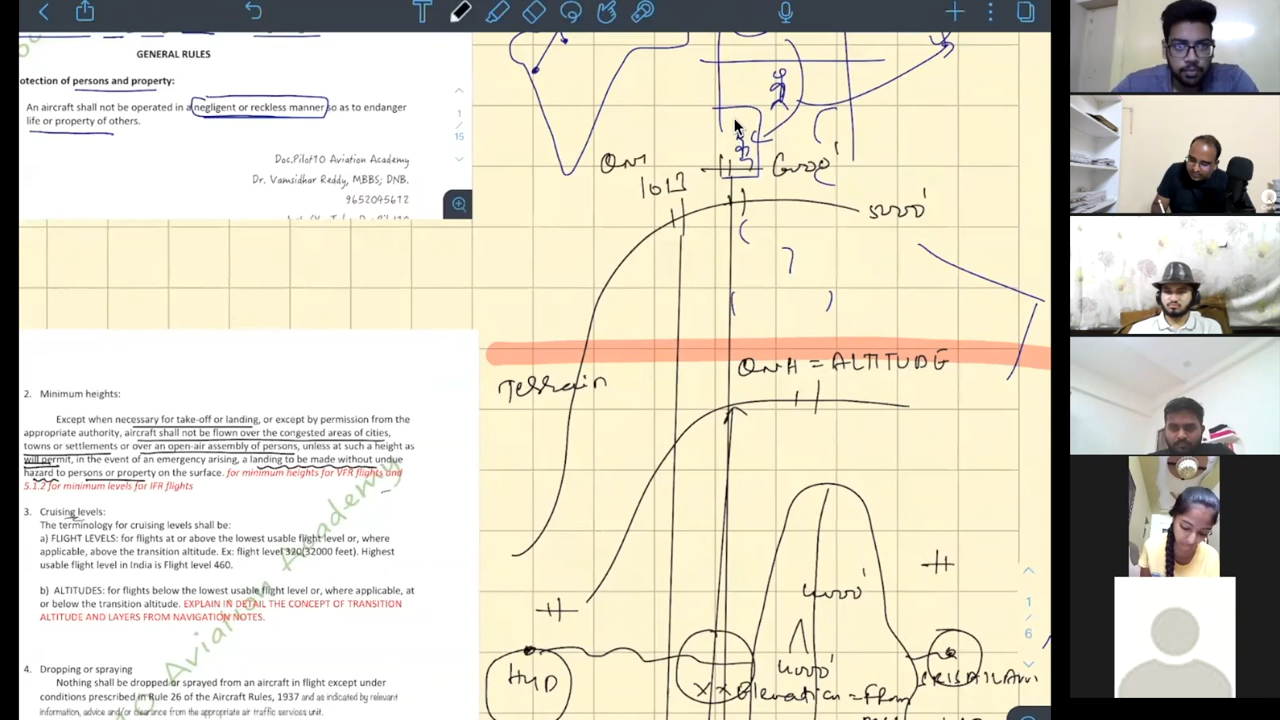 GENERAL RULES
otection of persons and property:
An aircraft shall not be operated in a negligent or reckless manner so as to endanger
life or property of others.
Doc.Pilot10 Aviation Academy
Dr. Vamsidhar Reddy, MBBS; DNB.
9652045612
1
15
2. Minimum heights:
Except when necessary for take-off or landing, or except by permission from the
appropriate authority, aircraft shall not be flown over the congested areas of cities,
towns or settlements or over an open-air assembly of persons, unless at such a height as
will permit, in the event of an emergency arising, a landing to be made without undue
hazard to persons or property on the surface. for minimum heights for VFR flights and
5.1.2 for minimum levels for IFR flights
3. Cruising levels:
The terminology for cruising levels shall be:
a) FLIGHT LEVELS: for flights at or above the lowest usable flight level or, where
applicable, above the transition altitude. Ex: flight level 320(32000 feet). Highest
usable flight level in India is Flight level 460.
b) ALTITUDES: for flights below the lowest usable flight level or, where applicable, at
or below the transition altitude. EXPLAIN IN DETAIL THE CONCEPT OF TRANSITION
ALTITUDE AND LAYERS FROM NAVIGATION NOTES.
4. Dropping or spraying
Nothing shall be dropped or sprayed from an aircraft in flight except under
conditions prescribed in Rule 26 of the Aircraft Rules, 1937 and as indicated by relevant
information, advice and/or clearance from the appropriate air traffic services unit.
Aviation Academy
QNH
1013
6000'
5000'
Terrain
QNH = ALTITUDE
4000'
4000'
HYD
Elevation =
1
6